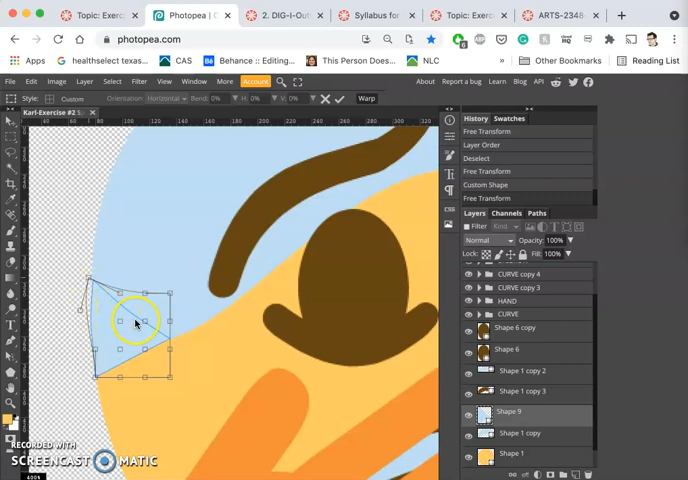 Topic: Exerc
Photopea |
2. DIG-I-Out
Syllabus for
Topic: Exerc
ARTS-2348-
photopea.com
Apps
healthselect texas...
CAS
Behance :: Editing...
This Person Does...
NLC
Other Bookmarks
Reading List
File Edit Image Layer Select Filter View Window More Account
About Report a bug Learn Blog API
Style: Custom Orientation: Horizontal Bend: 0% H: 0% V: 0% Warp
Karl-Exercise #2 S
History Swatches
Free Transform
Layer Order
Deselect
Free Transform
Custom Shape
Free Transform
Layers Channels Paths
Filter Kind
Normal Opacity: 100%
Lock: Fill: 100%
CSS
CURVE copy 4
CURVE copy 3
HAND
CURVE
Shape 6 copy
Shape 6
Shape 1 copy 2
Shape 1 copy 3
Shape 9
Shape 1 copy
Shape 1
RECORDED WITH
SCREENCAST MATIC
400%